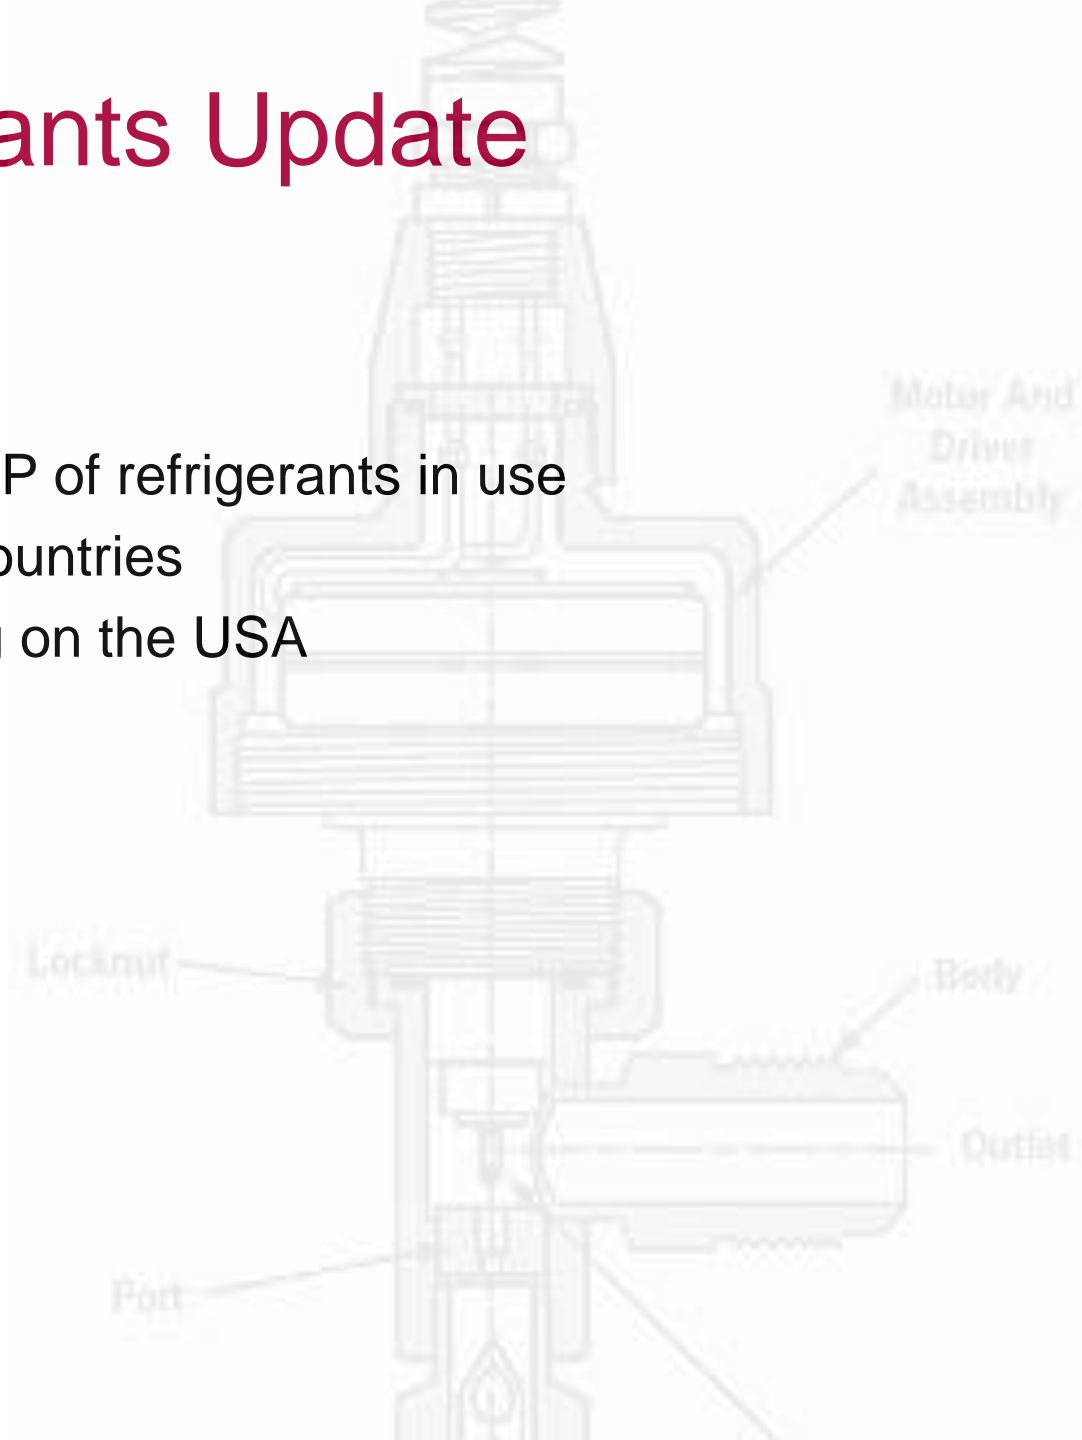 ants Update
P of refrigerants in use
ountries
g on the USA
Motor And
Driver
Assembly
Locknut
Body
Outlet
Port